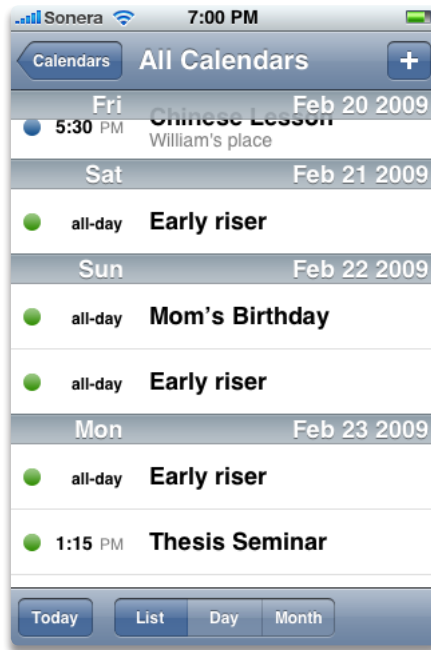 Sonera 7:00 PM
Calendars All Calendars +
Fri Feb 20 2009
5:30 PM Chinese Lesson
William's place
Sat Feb 21 2009
all-day Early riser
Sun Feb 22 2009
all-day Mom's Birthday
all-day Early riser
Mon Feb 23 2009
all-day Early riser
1:15 PM Thesis Seminar
Today List Day Month